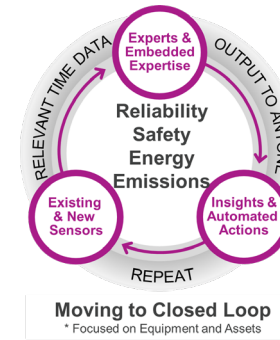 Experts &
Embedded
Expertise
RELEVANT TIME DATA
OUTPUT TO ANYONE
Reliability
Safety
Energy
Emissions
Existing
& New
Sensors
Insights &
Automated
Actions
REPEAT
Moving to Closed Loop
* Focused on Equipment and Assets